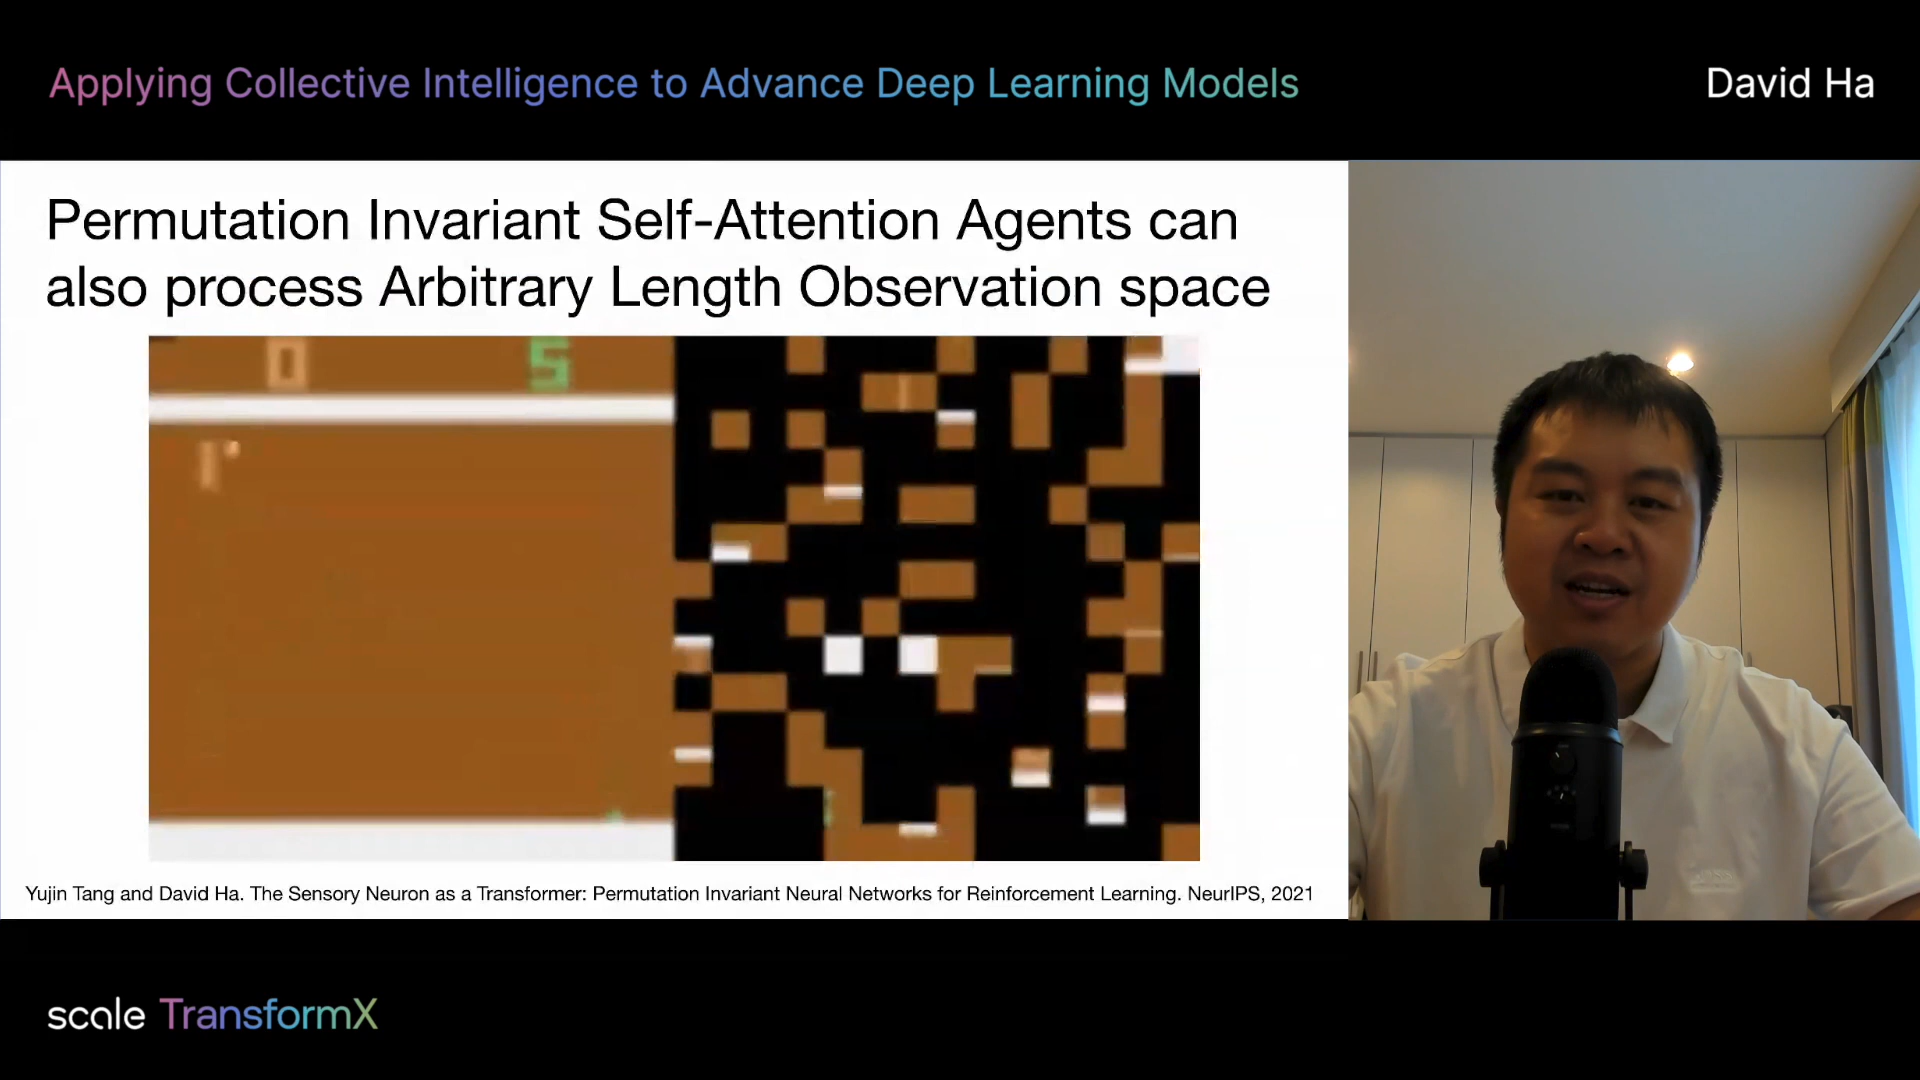 Applying Collective Intelligence to Advance Deep Learning Models
David Ha
Permutation Invariant Self-Attention Agents can
also process Arbitrary Length Observation space
0
5
Yujin Tang and David Ha. The Sensory Neuron as a Transformer: Permutation Invariant Neural Networks for Reinforcement Learning. NeurIPS, 2021
scale TransformX